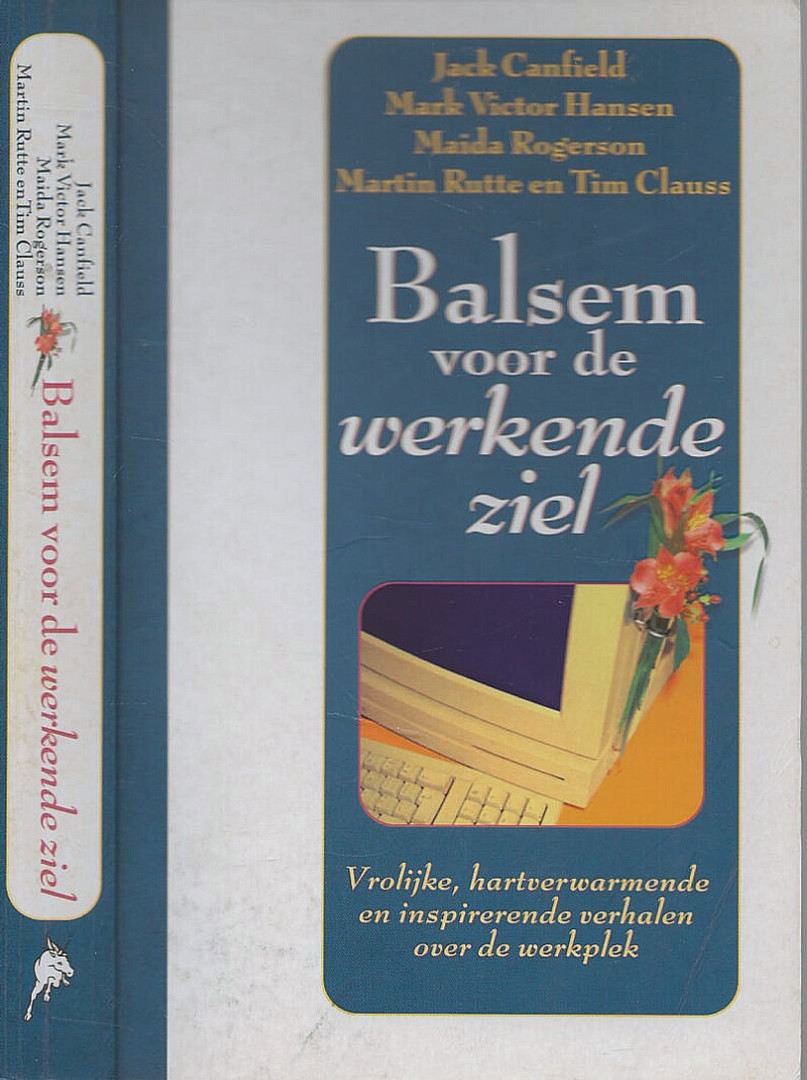 Jack Canfield
Mark Victor Hansen
Maida Rogerson
Martin Rutte en Tim Clauss
Balsem voor de werkende ziel
Jack Canfield
Mark Victor Hansen
Maida Rogerson
Martin Rutte en Tim Clauss
Balsem
voor de
werkende
ziel
Vrolijke, hartverwarmende
en inspirerende verhalen
over de werkplek